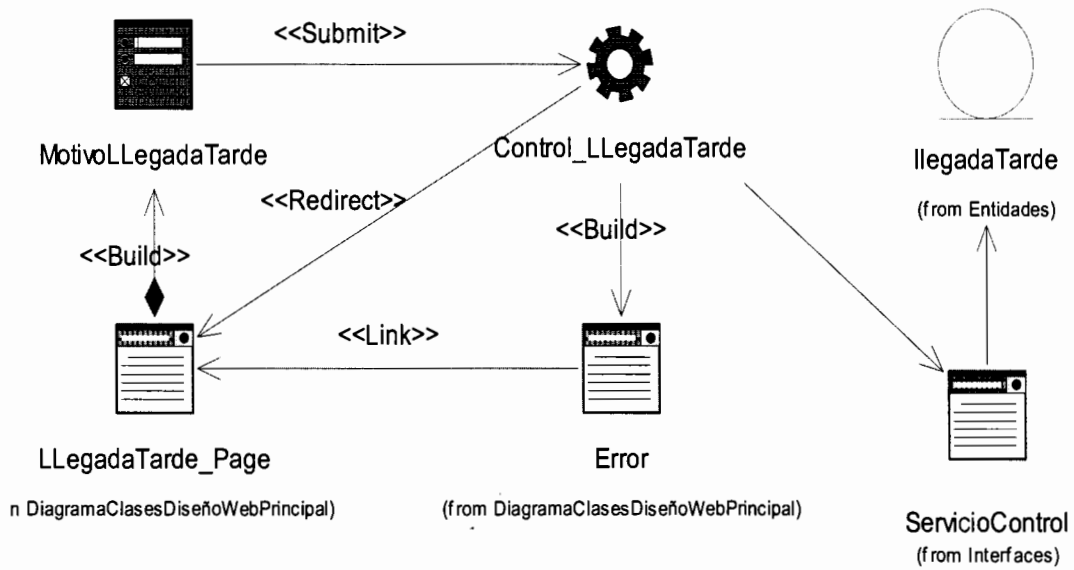 <<Submit>>
MotivoLLegadaTarde
Control_LLegadaTarde
llegadaTarde
(from Entidades)
<<Redirect>>
<<Build>>
<<Build>>
<<Link>>
LLegadaTarde_Page
n DiagramaClasesDiseñoWebPrincipal)
Error
(from DiagramaClasesDiseñoWebPrincipal)
ServicioControl
(from Interfaces)